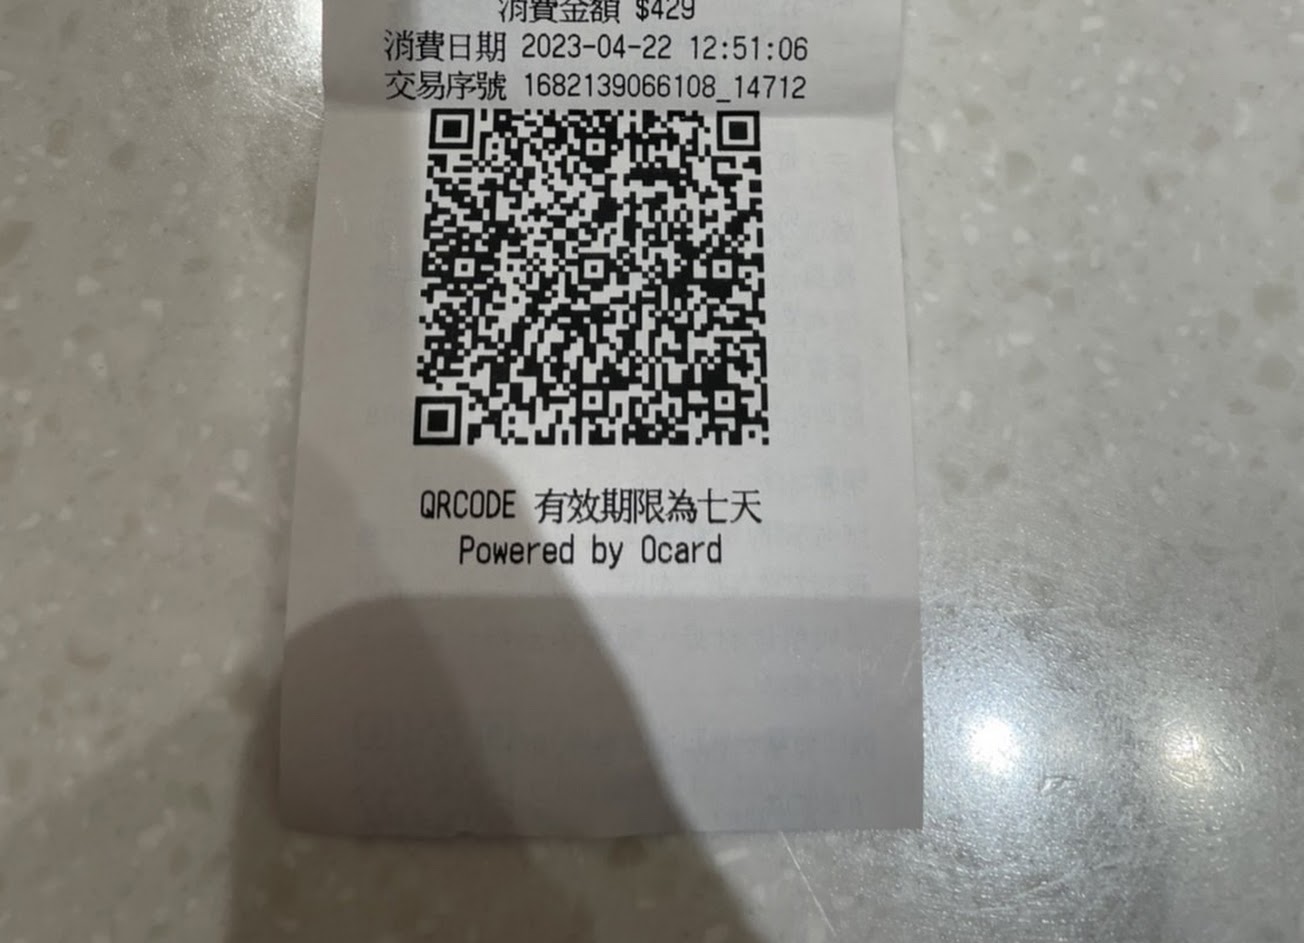 消費金額 $429
消費日期 2023-04-22 12:51:06
交易序號 1682139066108_14712
QRCODE 有效期限為七天
Powered by Ocard